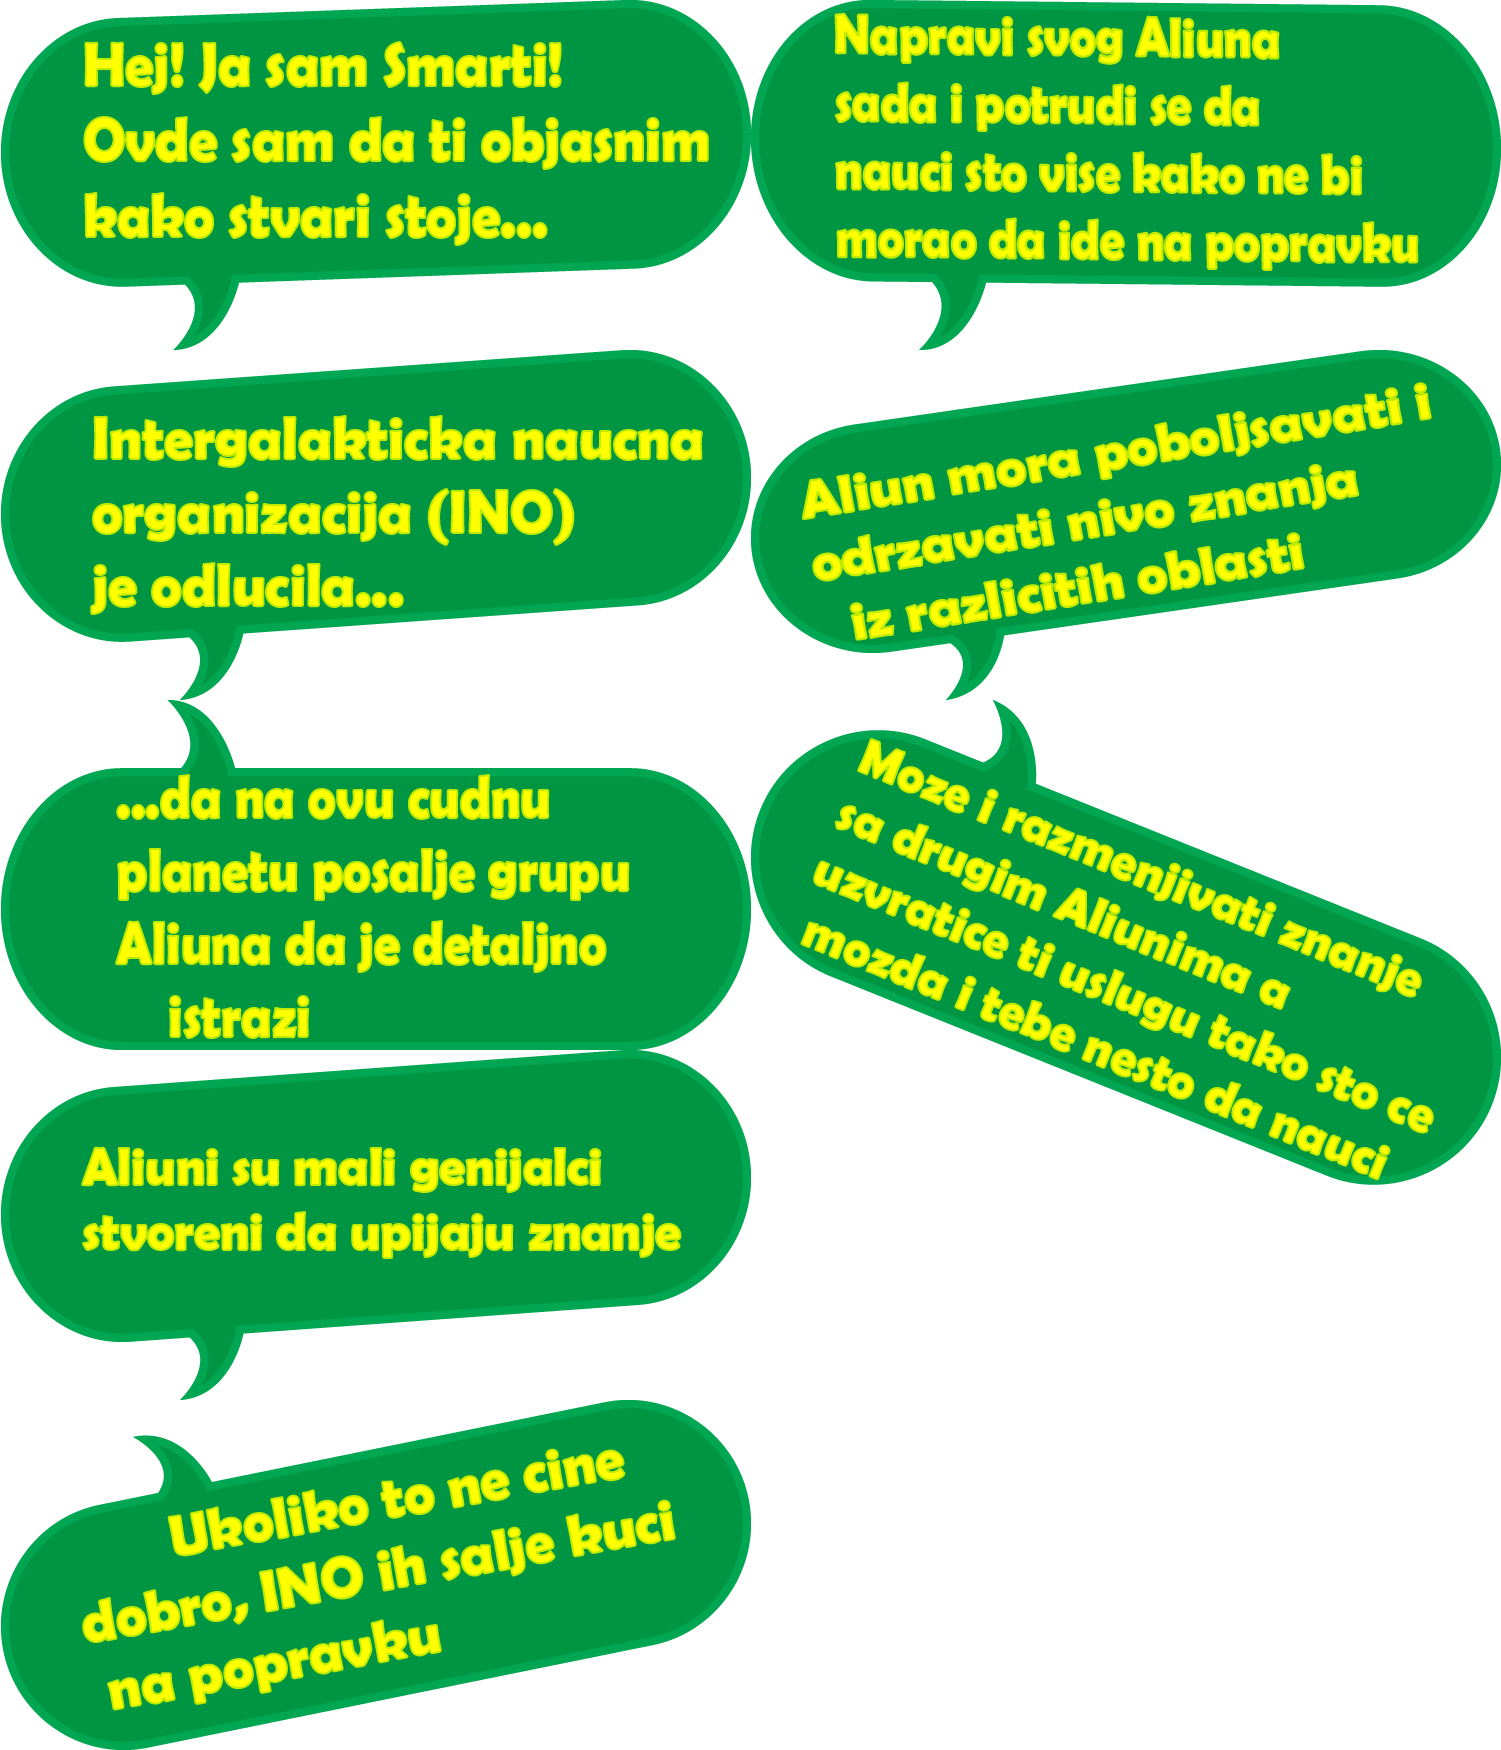 Hej! Ja sam Smarti!
Ovde sam da ti objasnim
kako stvari stoje...
Intergalakticka naucna
organizacija (INO)
je odlucila...
...da na ovu cudnu
planetu posalje grupu
Aliuna da je detaljno
istrazi
Aliuni su mali genijalci
stvoreni da upijaju znanje
Ukoliko to ne cine
dobro, INO ih salje kuci
na popravku
Napravi svog Aliuna
sada i potrudi se da
nauci sto vise kako ne bi
morao da ide na popravku
Aliun mora poboljsavati i
odrzavati nivo znanja
iz razlicitih oblasti
Moze i razmenjivati znanje
sa drugim Aliunima a
uzvratice ti uslugu tako sto ce
mozda i tebe nesto da nauci